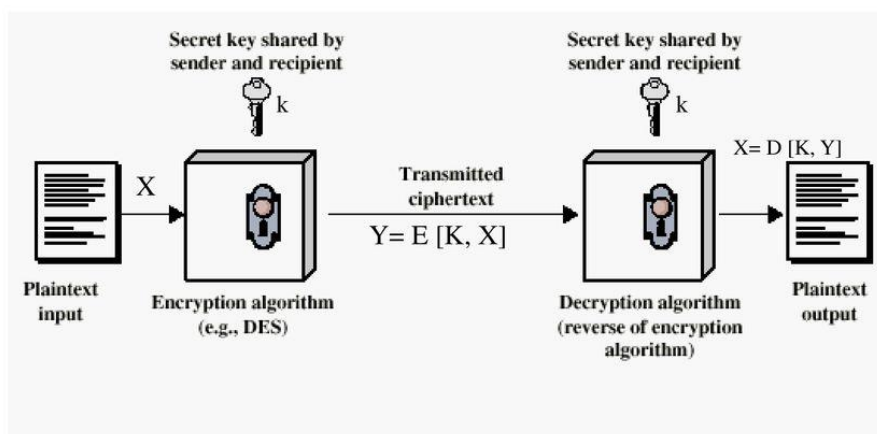 Secret key shared by
sender and recipient
k
Secret key shared by
sender and recipient
k
X
Transmitted
ciphertext
Y= E [K, X]
X= D [K, Y]
Plaintext
input
Encryption algorithm
(e.g., DES)
Decryption algorithm
(reverse of encryption
algorithm)
Plaintext
output